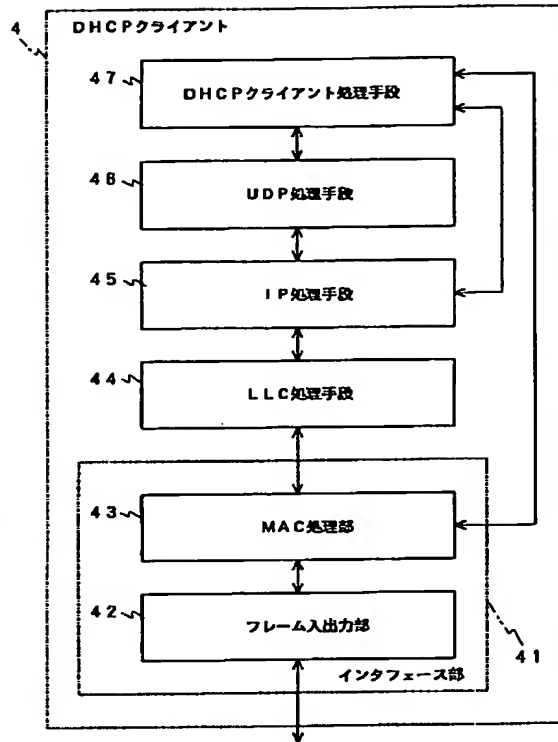 4
DHCPクライアント
47
DHCPクライアント処理手段
46
UDP処理手段
45
IP処理手段
44
LLC処理手段
43
MAC処理部
42
フレーム入出力部
41
インタフェース部